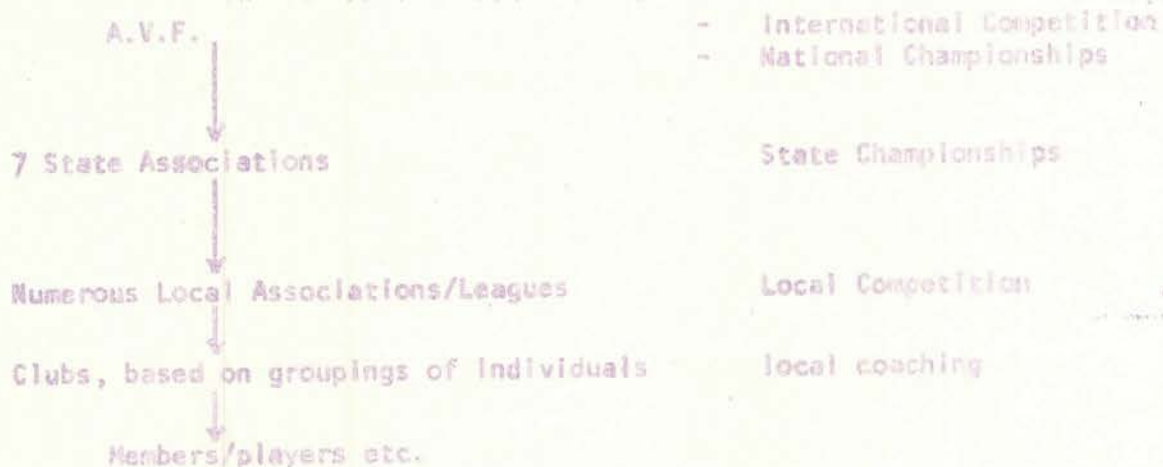 A.V.F. - International Competition
- National Championships
7 State Associations State Championships
Numerous Local Associations/Leagues Local Competition
Clubs, based on groupings of individuals local coaching
Members/players etc.